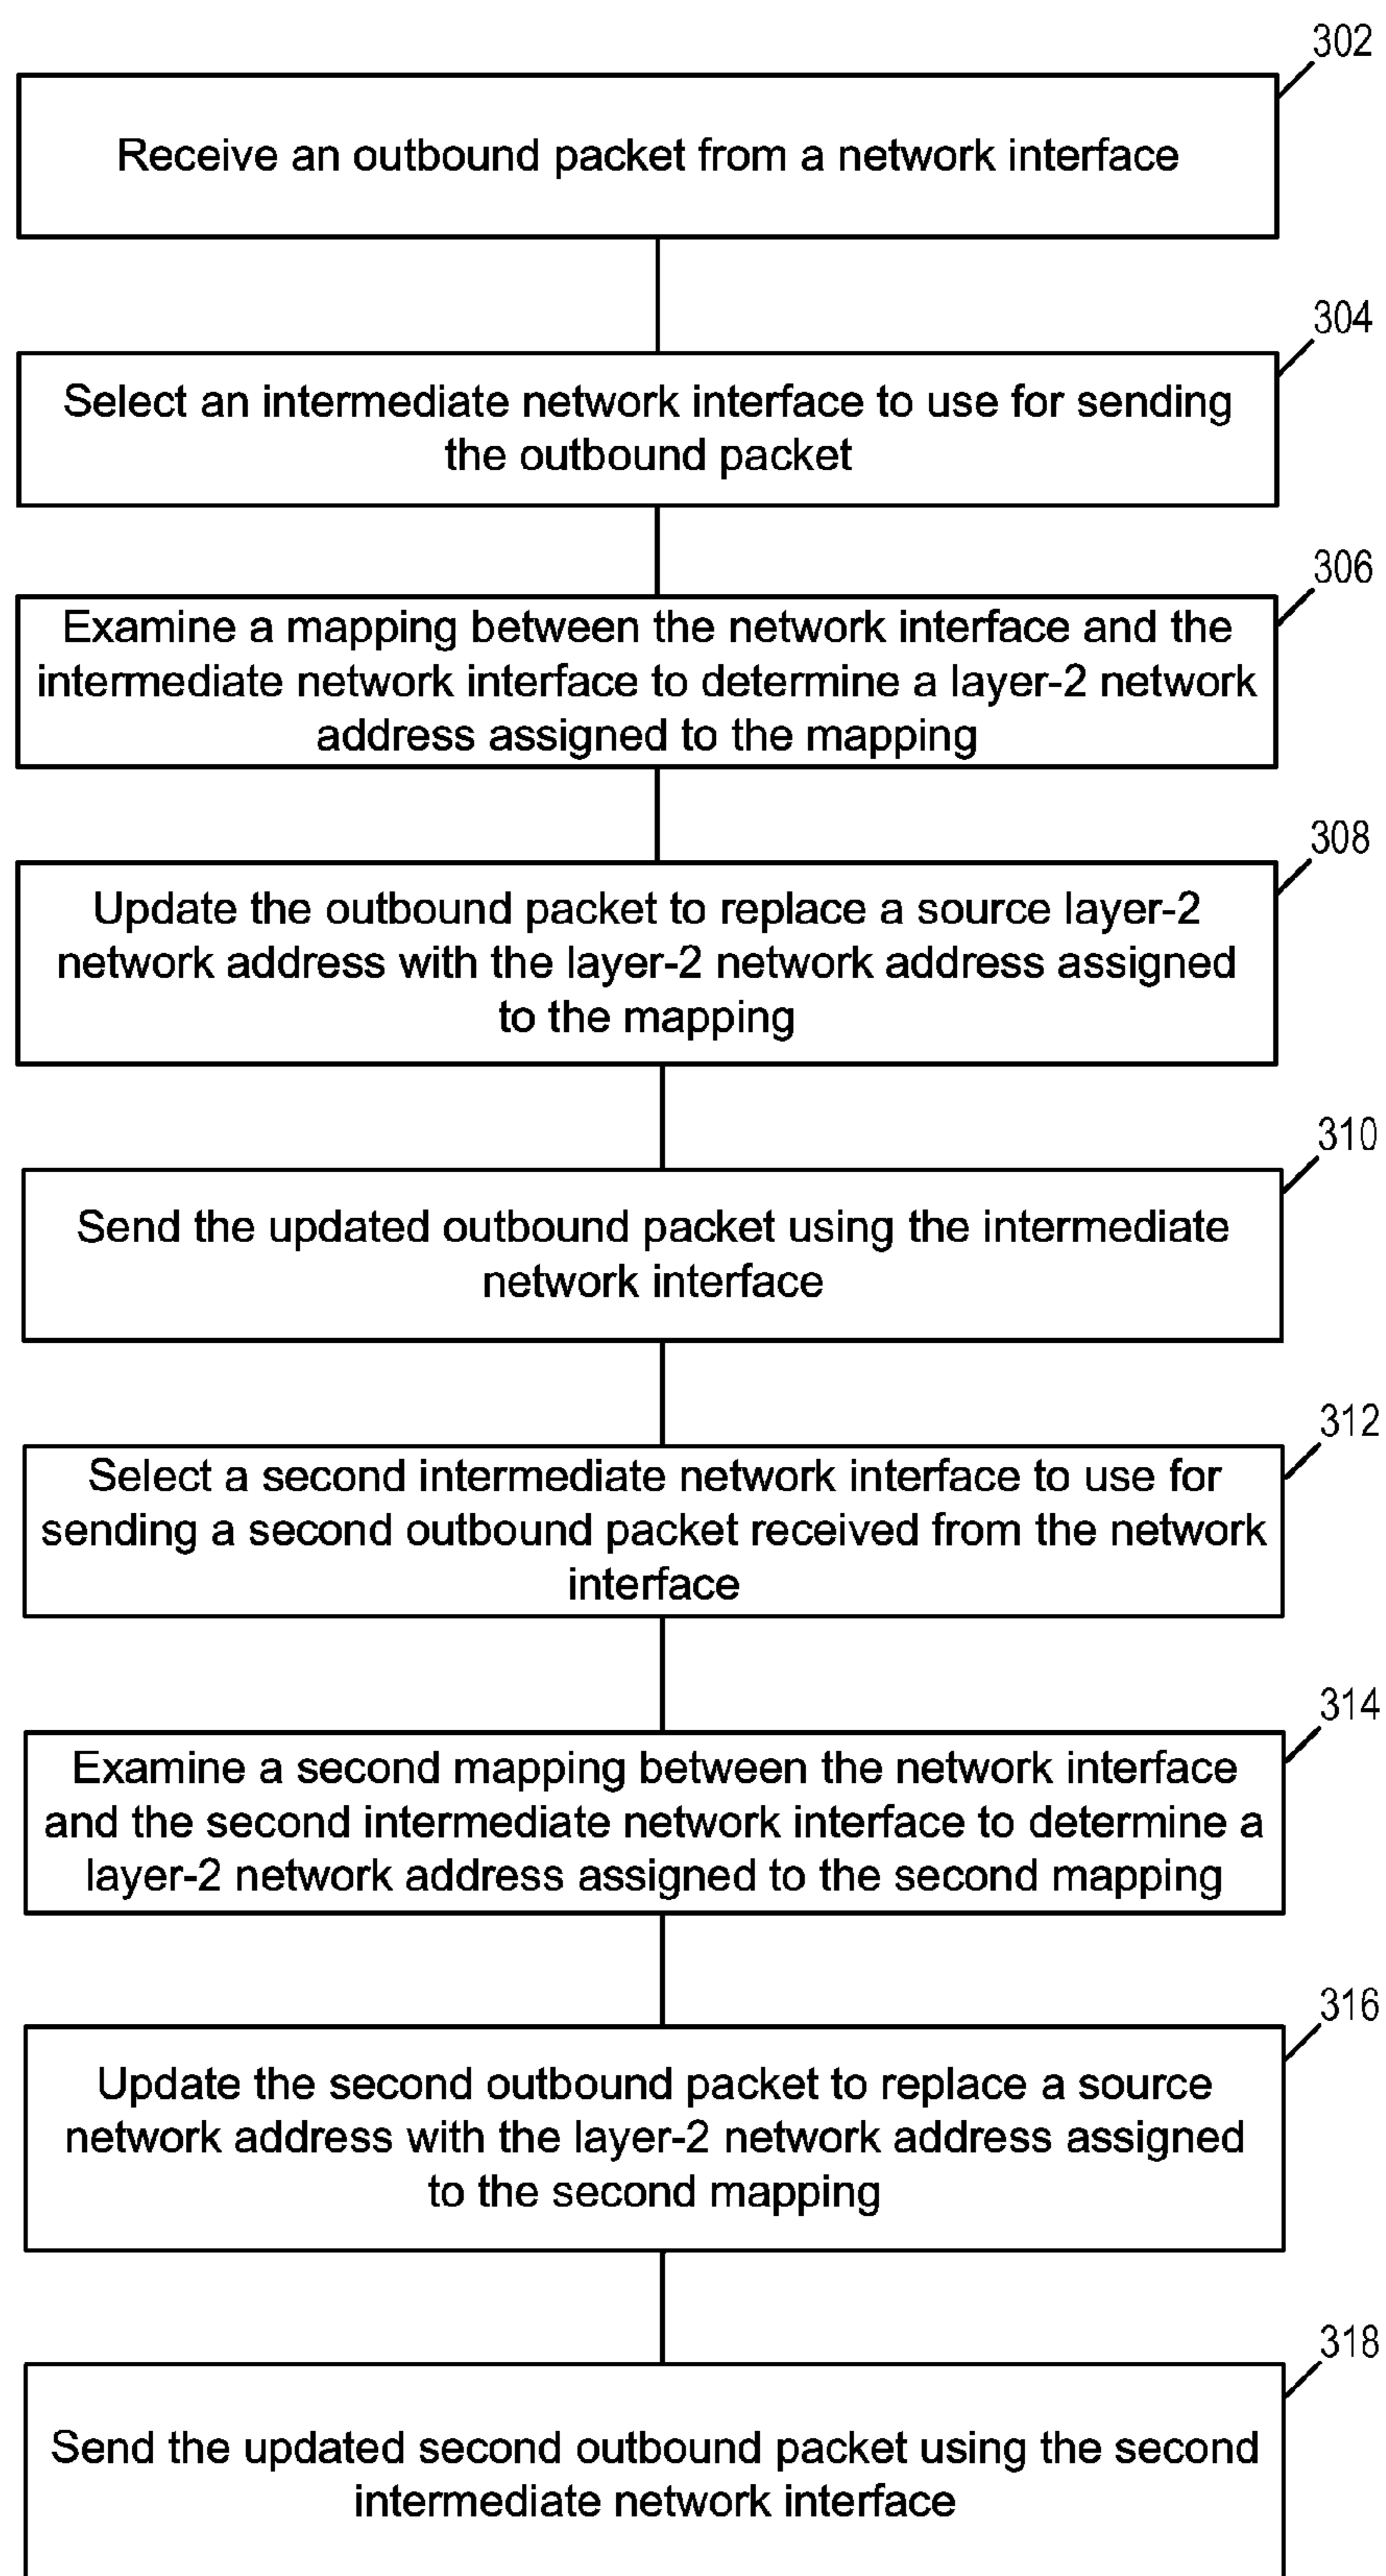 302
Receive an outbound packet from a network interface
304
Select an intermediate network interface to use for sending
the outbound packet
306
Examine a mapping between the network interface and the
intermediate network interface to determine a layer-2 network
address assigned to the mapping
308
Update the outbound packet to replace a source layer-2
network address with the layer-2 network address assigned
to the mapping
310
Send the updated outbound packet using the intermediate
network interface
312
Select a second intermediate network interface to use for
sending a second outbound packet received from the network
interface
314
Examine a second mapping between the network interface
and the second intermediate network interface to determine a
layer-2 network address assigned to the second mapping
316
Update the second outbound packet to replace a source
network address with the layer-2 network address assigned
to the second mapping
318
Send the updated second outbound packet using the second
intermediate network interface